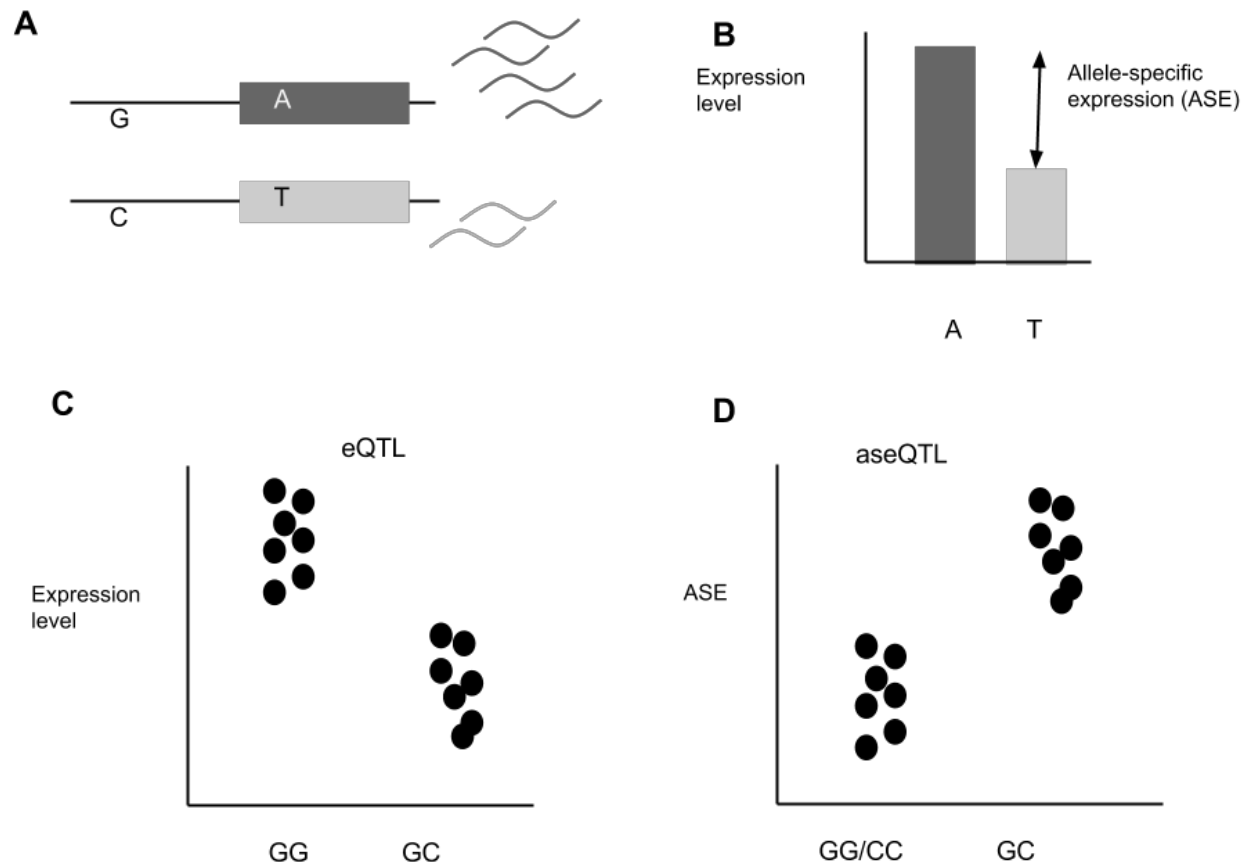 A
G
A
C
T
B
Expression
level
Allele-specific
expression (ASE)
A T
C
eQTL
Expression
level
GG GC
D
aseQTL
ASE
GG/CC GC